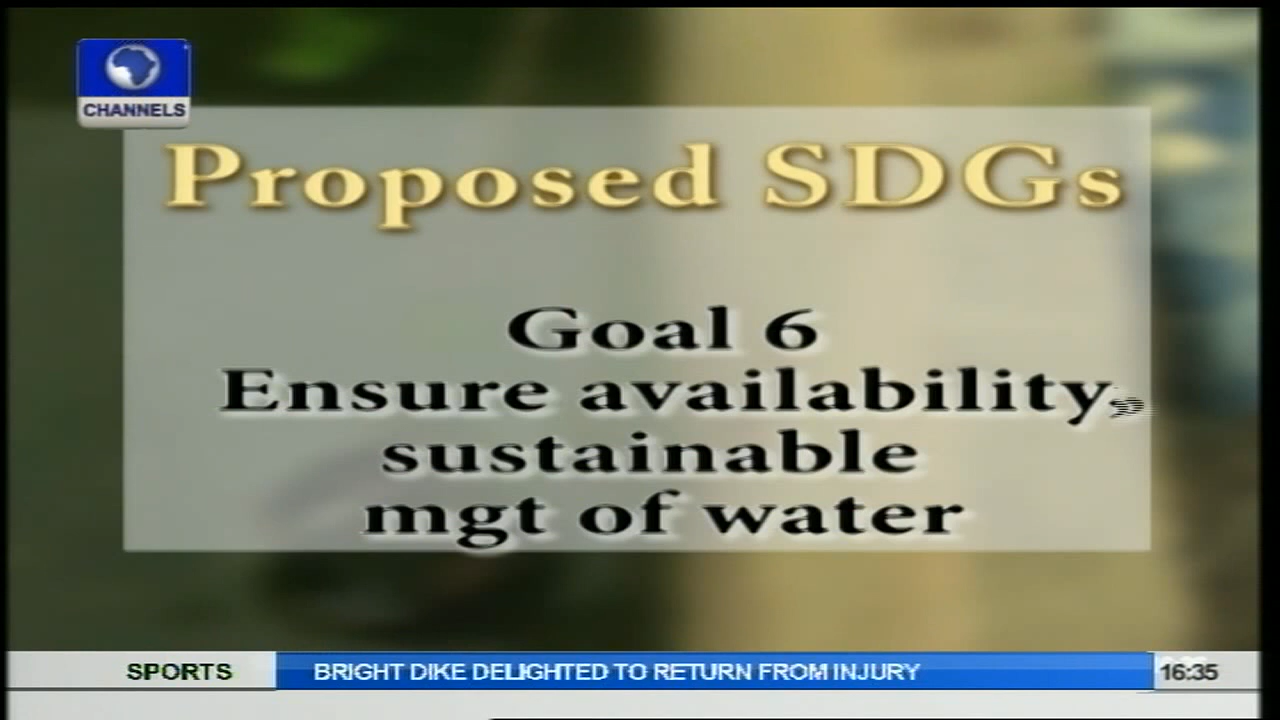 CHANNELS
Proposed SDGs
Goal 6
Ensure availability,
sustainable
mgt of water
SPORTS BRIGHT DIKE DELIGHTED TO RETURN FROM INJURY 16:35